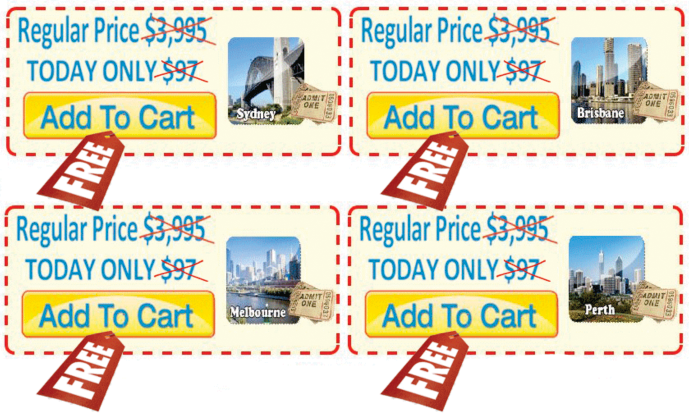 Regular Price $3,995
TODAY ONLY $97
Add To Cart
FREE
Sydney
ADMIT ONE
Regular Price $3,995
TODAY ONLY $97
Add To Cart
FREE
Brisbane
ADMIT ONE
Regular Price $3,995
TODAY ONLY $97
Add To Cart
FREE
Melbourne
ADMIT ONE
Regular Price $3,995
TODAY ONLY $97
Add To Cart
FREE
Perth
ADMIT ONE